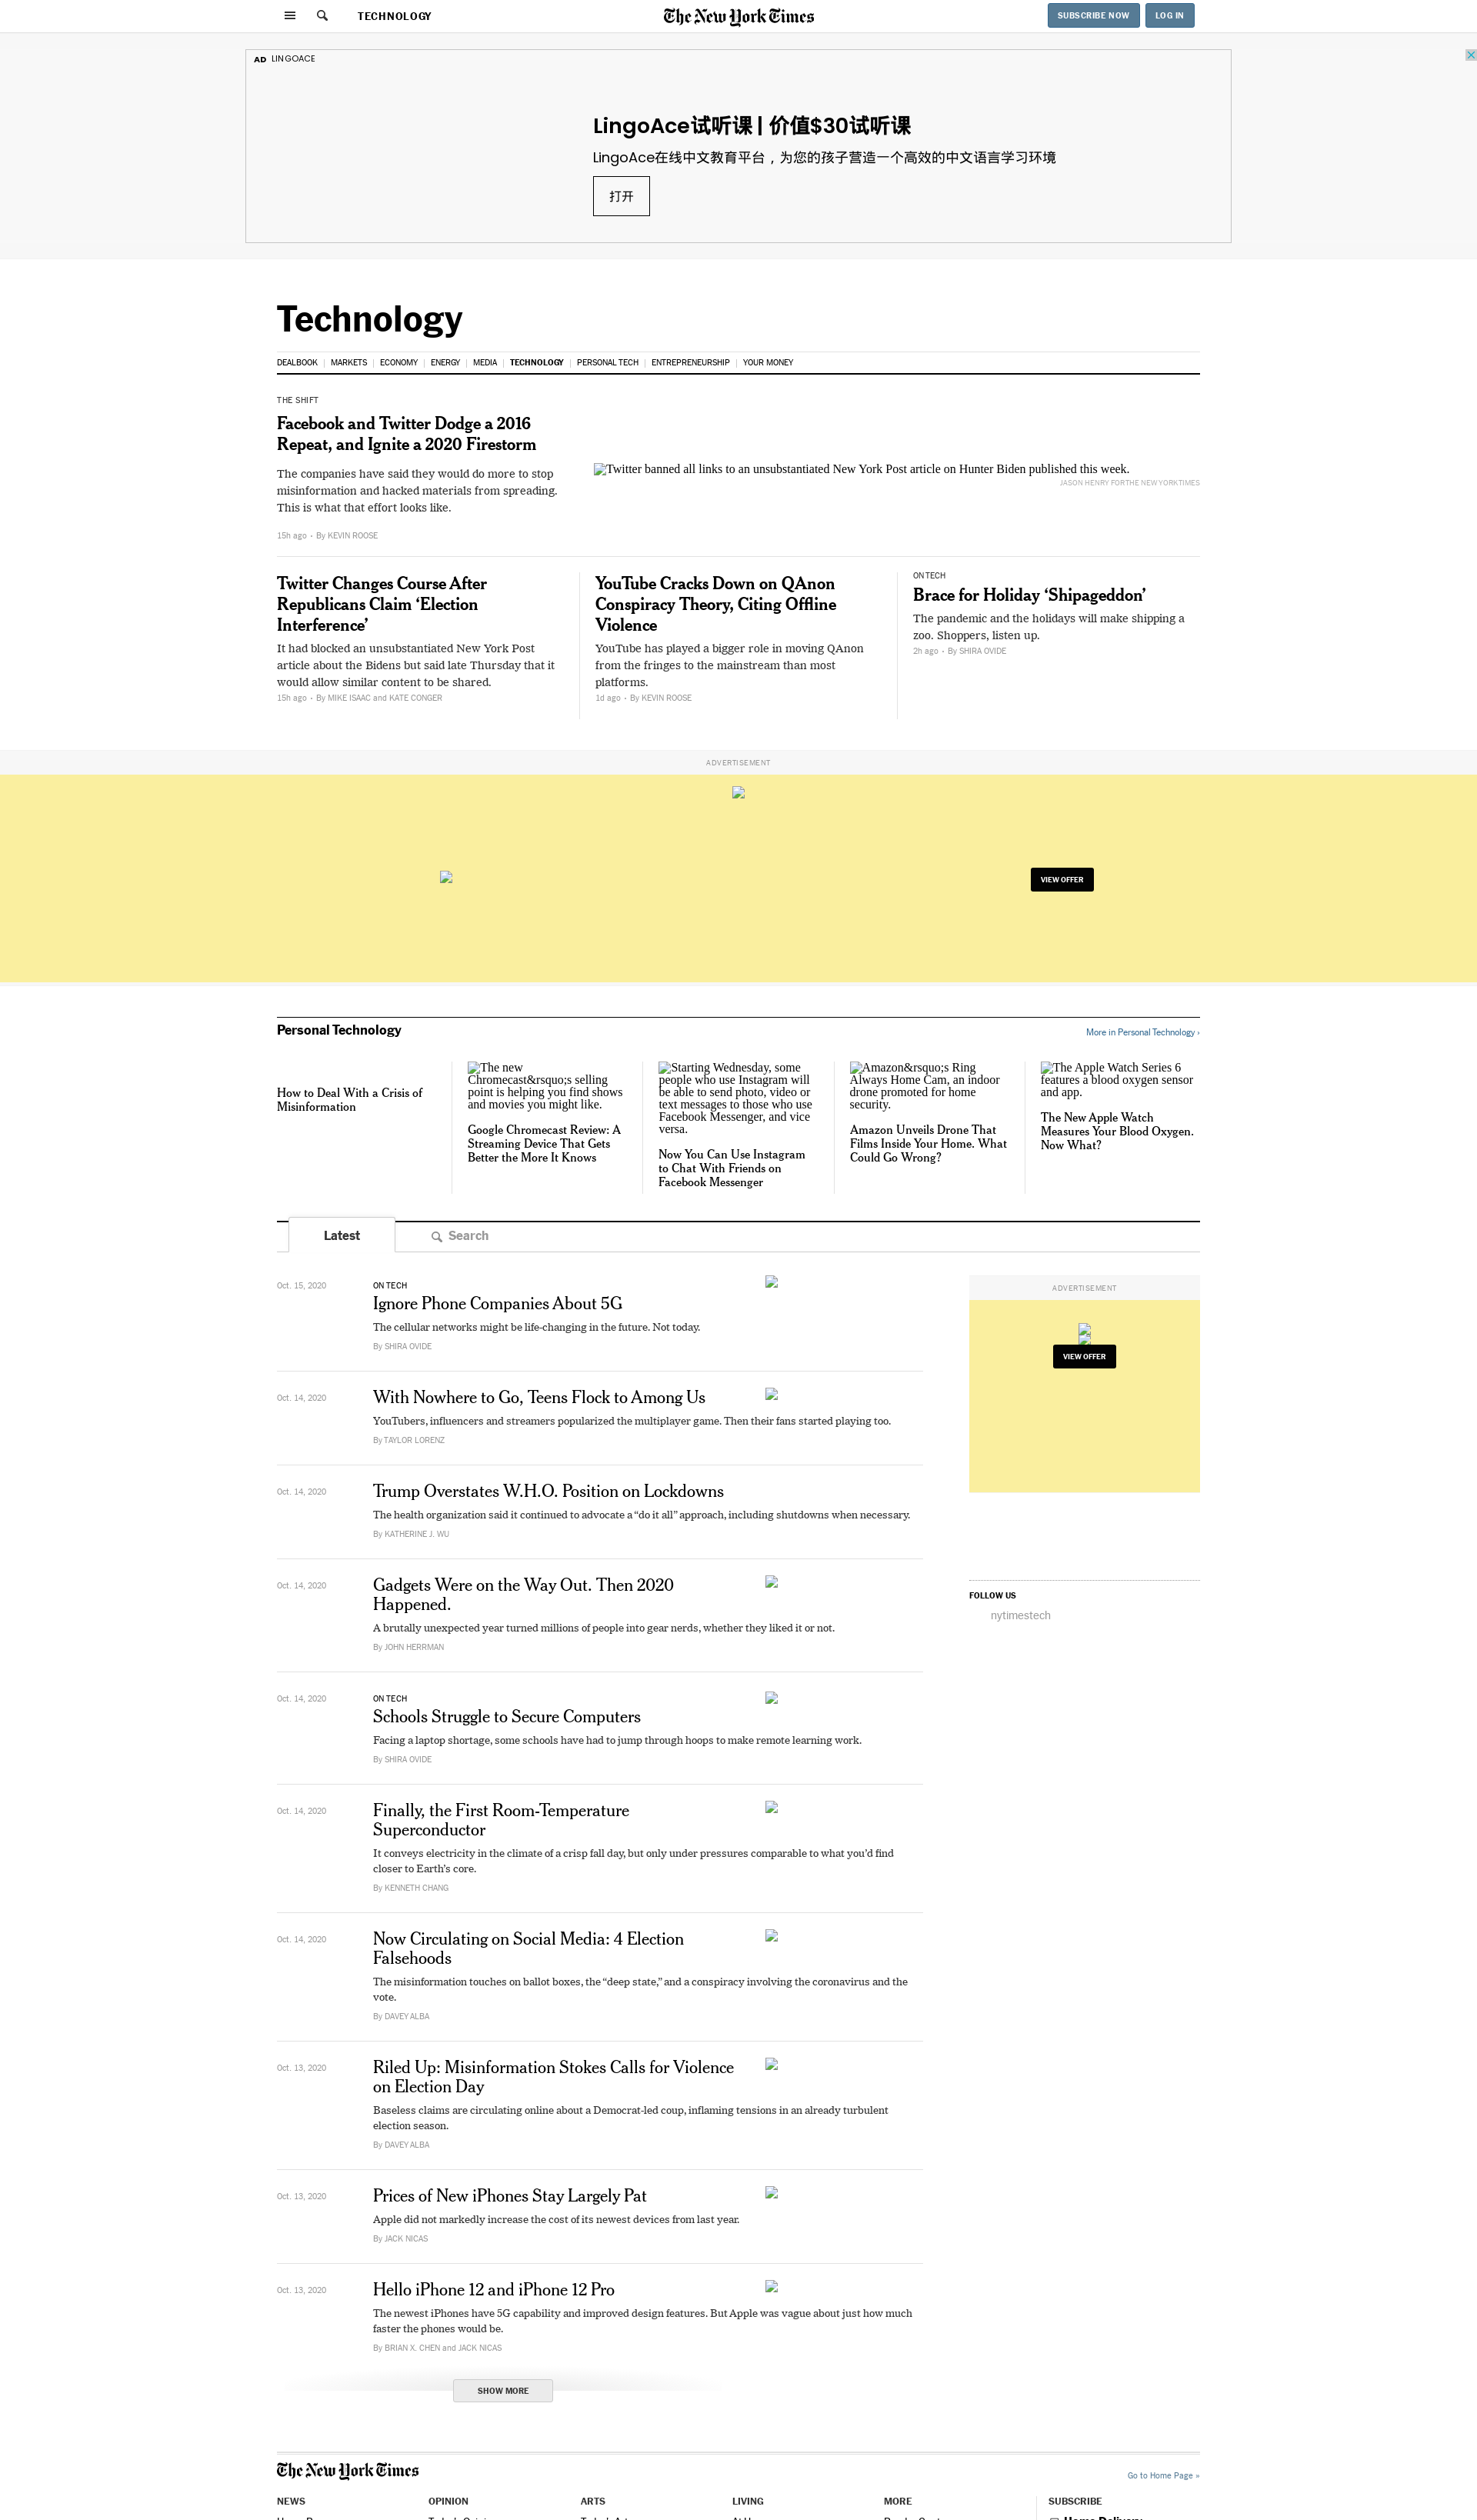 TECHNOLOGY
The New York Times
SUBSCRIBE NOW
LOG IN
AD LINGOACE
LingoAce试听课 | 价值$30试听课
LingoAce在线中文教育平台，为您的孩子营造一个高效的中文语言学习环境
打开
Technology
DEALBOOK MARKETS ECONOMY ENERGY MEDIA TECHNOLOGY PERSONAL TECH ENTREPRENEURSHIP YOUR MONEY
THE SHIFT
Facebook and Twitter Dodge a 2016
Repeat, and Ignite a 2020 Firestorm
The companies have said they would do more to stop
misinformation and hacked materials from spreading.
This is what that effort looks like.
15h ago • By KEVIN ROOSE
Twitter banned all links to an unsubstantiated New York Post article on Hunter Biden published this week.
JASON HENRY FOR THE NEW YORK TIMES
Twitter Changes Course After
Republicans Claim ‘Election
Interference’
It had blocked an unsubstantiated New York Post
article about the Bidens but said late Thursday that it
would allow similar content to be shared.
15h ago • By MIKE ISAAC and KATE CONGER
YouTube Cracks Down on QAnon
Conspiracy Theory, Citing Offline
Violence
YouTube has played a bigger role in moving QAnon
from the fringes to the mainstream than most
platforms.
1d ago • By KEVIN ROOSE
ON TECH
Brace for Holiday ‘Shipageddon’
The pandemic and the holidays will make shipping a
zoo. Shoppers, listen up.
2h ago • By SHIRA OVIDE
ADVERTISEMENT
VIEW OFFER
Personal Technology
More in Personal Technology ›
How to Deal With a Crisis of
Misinformation
The new
Chromecast&rsquo;s selling
point is helping you find shows
and movies you might like.
Google Chromecast Review: A
Streaming Device That Gets
Better the More It Knows
Starting Wednesday, some
people who use Instagram will
be able to send photo, video or
text messages to those who use
Facebook Messenger, and vice
versa.
Now You Can Use Instagram
to Chat With Friends on
Facebook Messenger
Amazon&rsquo;s Ring
Always Home Cam, an indoor
drone promoted for home
security.
Amazon Unveils Drone That
Films Inside Your Home. What
Could Go Wrong?
The Apple Watch Series 6
features a blood oxygen sensor
and app.
The New Apple Watch
Measures Your Blood Oxygen.
Now What?
Latest
Search
Oct. 15, 2020
ON TECH
Ignore Phone Companies About 5G
The cellular networks might be life-changing in the future. Not today.
By SHIRA OVIDE
ADVERTISEMENT
VIEW OFFER
Oct. 14, 2020
With Nowhere to Go, Teens Flock to Among Us
YouTubers, influencers and streamers popularized the multiplayer game. Then their fans started playing too.
By TAYLOR LORENZ
Oct. 14, 2020
Trump Overstates W.H.O. Position on Lockdowns
The health organization said it continued to advocate a “do it all” approach, including shutdowns when necessary.
By KATHERINE J. WU
Oct. 14, 2020
Gadgets Were on the Way Out. Then 2020
Happened.
A brutally unexpected year turned millions of people into gear nerds, whether they liked it or not.
By JOHN HERRMAN
FOLLOW US
nytimestech
Oct. 14, 2020
ON TECH
Schools Struggle to Secure Computers
Facing a laptop shortage, some schools have had to jump through hoops to make remote learning work.
By SHIRA OVIDE
Oct. 14, 2020
Finally, the First Room-Temperature
Superconductor
It conveys electricity in the climate of a crisp fall day, but only under pressures comparable to what you’d find
closer to Earth’s core.
By KENNETH CHANG
Oct. 14, 2020
Now Circulating on Social Media: 4 Election
Falsehoods
The misinformation touches on ballot boxes, the “deep state,” and a conspiracy involving the coronavirus and the
vote.
By DAVEY ALBA
Oct. 13, 2020
Riled Up: Misinformation Stokes Calls for Violence
on Election Day
Baseless claims are circulating online about a Democrat-led coup, inflaming tensions in an already turbulent
election season.
By DAVEY ALBA
Oct. 13, 2020
Prices of New iPhones Stay Largely Pat
Apple did not markedly increase the cost of its newest devices from last year.
By JACK NICAS
Oct. 13, 2020
Hello iPhone 12 and iPhone 12 Pro
The newest iPhones have 5G capability and improved design features. But Apple was vague about just how much
faster the phones would be.
By BRIAN X. CHEN and JACK NICAS
SHOW MORE
The New York Times
Go to Home Page »
NEWS
OPINION
ARTS
LIVING
MORE
SUBSCRIBE